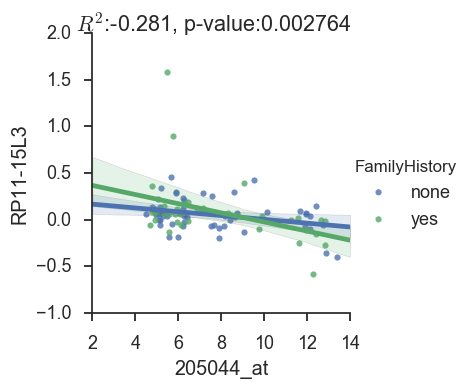 R²:-0.281, p-value:0.002764
2.0
1.5
1.0
0.5
0.0
−0.5
−1.0
RP11-15L3
2 4 6 8 10 12 14
205044_at
FamilyHistory
none
yes